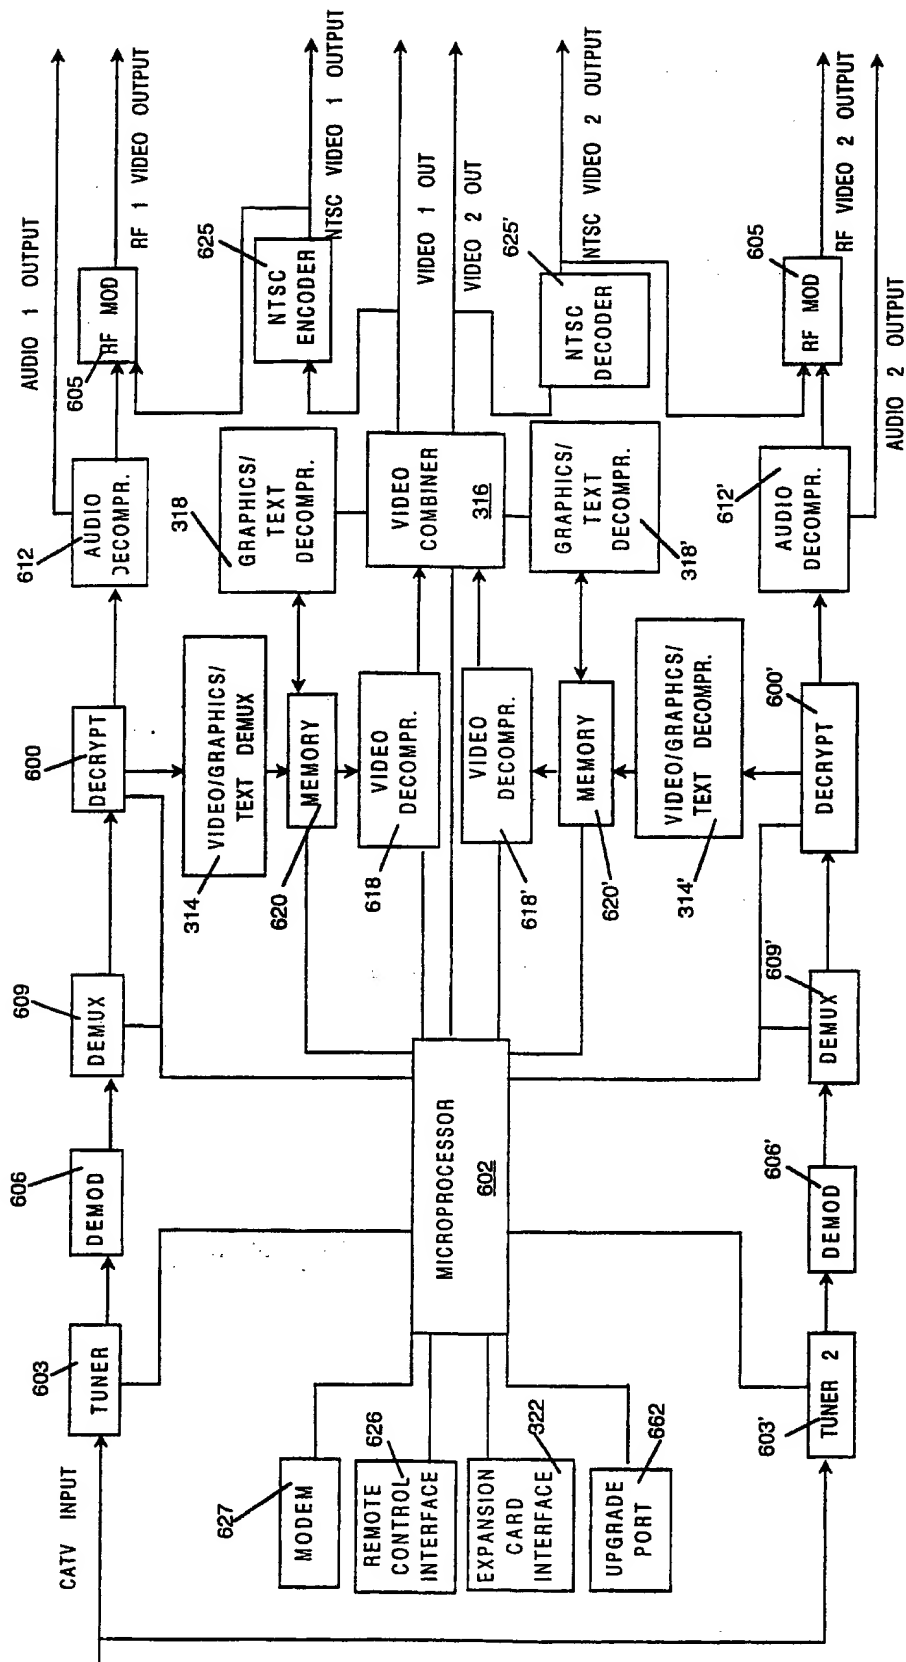 CATV INPUT
603
TUNER
606
DEMOD
609
DEMUX
600
DECRYPT
612
AUDIO
DECOMPR.
605
RF MOD
AUDIO 1 OUTPUT
RF 1 VIDEO OUTPUT
314
VIDEO/GRAPHICS/
TEXT DEMUX
318
GRAPHICS/
TEXT
DECOMPR.
625
NTSC
ENCODER
NTSC VIDEO 1 OUTPUT
620
MEMORY
618
VIDEO
DECOMPR.
627
MODEM
626
REMOTE
CONTROL
INTERFACE
322
EXPANSION
CARD
INTERFACE
662
UPGRADE
PORT
MICROPROCESSOR
602
VIDEO
COMBINER
316
VIDEO 1 OUT
VIDEO 2 OUT
618'
VIDEO
DECOMPR.
620'
MEMORY
318'
GRAPHICS/
TEXT
DECOMPR.
625'
NTSC
DECODER
NTSC VIDEO 2 OUTPUT
314'
VIDEO/GRAPHCS/
TEXT DECOMPR.
603'
TUNER 2
606'
DEMOD
609'
DEMUX
600'
DECRYPT
612'
AUDIO
DECOMPR.
605
RF MOD
RF VIDEO 2 OUTPUT
AUDIO 2 OUTPUT